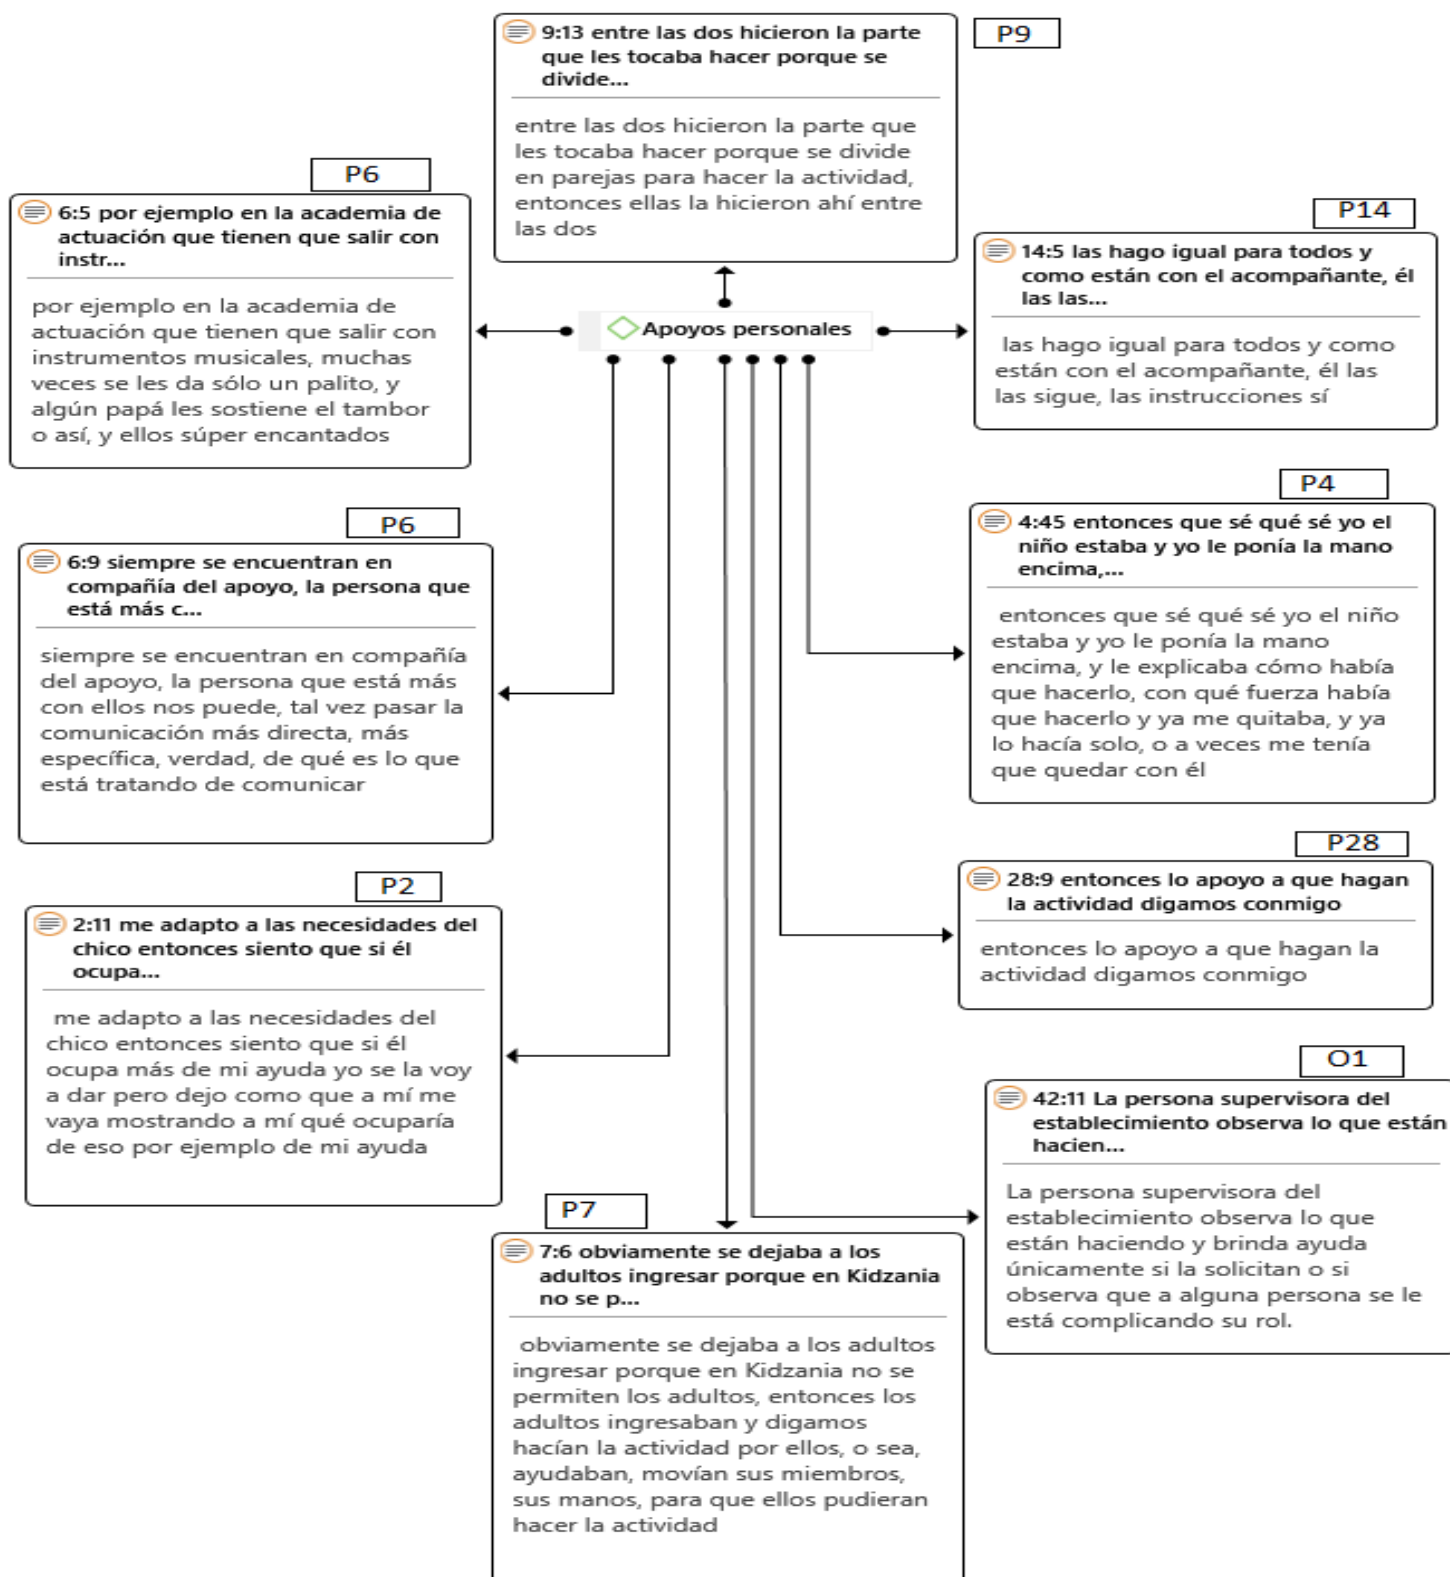 P9
9:13 entre las dos hicieron la parte
que les tocaba hacer porque se
divide...
entre las dos hicieron la parte que
les tocaba hacer porque se divide
en parejas para hacer la actividad,
entonces ellas la hicieron ahí entre
las dos
P6
6:5 por ejemplo en la academia de
actuación que tienen que salir con
instr...
por ejemplo en la academia de
actuación que tienen que salir con
instrumentos musicales, muchas
veces se les da sólo un palito, y
algún papá les sostiene el tambor
o así, y ellos súper encantados
Apoyos personales
P14
14:5 las hago igual para todos y
como están con el acompañante, él
las las...
las hago igual para todos y como
están con el acompañante, él las
las sigue, las instrucciones sí
P6
6:9 siempre se encuentran en
compañía del apoyo, la persona que
está más c...
siempre se encuentran en compañía
del apoyo, la persona que está más
con ellos nos puede, tal vez pasar la
comunicación más directa, más
específica, verdad, de qué es lo que
está tratando de comunicar
P4
4:45 entonces que sé qué sé yo el
niño estaba y yo le ponía la mano
encima,...
entonces que sé qué sé yo el niño
estaba y yo le ponía la mano
encima, y le explicaba cómo había
que hacerlo, con qué fuerza había
que hacerlo y ya me quitaba, y ya
lo hacía solo, o a veces me tenía
que quedar con él
P2
2:11 me adapto a las necesidades del
chico entonces siento que si él
ocupa...
me adapto a las necesidades del
chico entonces siento que si él
ocupa más de mi ayuda yo se la voy
a dar pero dejo como que a mí me
vaya mostrando a mí qué ocuparía
de eso por ejemplo de mi ayuda
P28
28:9 entonces lo apoyo a que hagan
la actividad digamos conmigo
entonces lo apoyo a que hagan la
actividad digamos conmigo
O1
42:11 La persona supervisora del
establecimiento observa lo que están
hacien...
La persona supervisora del
establecimiento observa lo que
están haciendo y brinda ayuda
únicamente si la solicitan o si
observa que a alguna persona se le
está complicando su rol.
P7
7:6 obviamente se dejaba a los
adultos ingresar porque en Kidzania
no se p...
obviamente se dejaba a los adultos
ingresar porque en Kidzania no se
permiten los adultos, entonces los
adultos ingresaban y digamos
hacían la actividad por ellos, o sea,
ayudaban, movían sus miembros,
sus manos, para que ellos pudieran
hacer la actividad